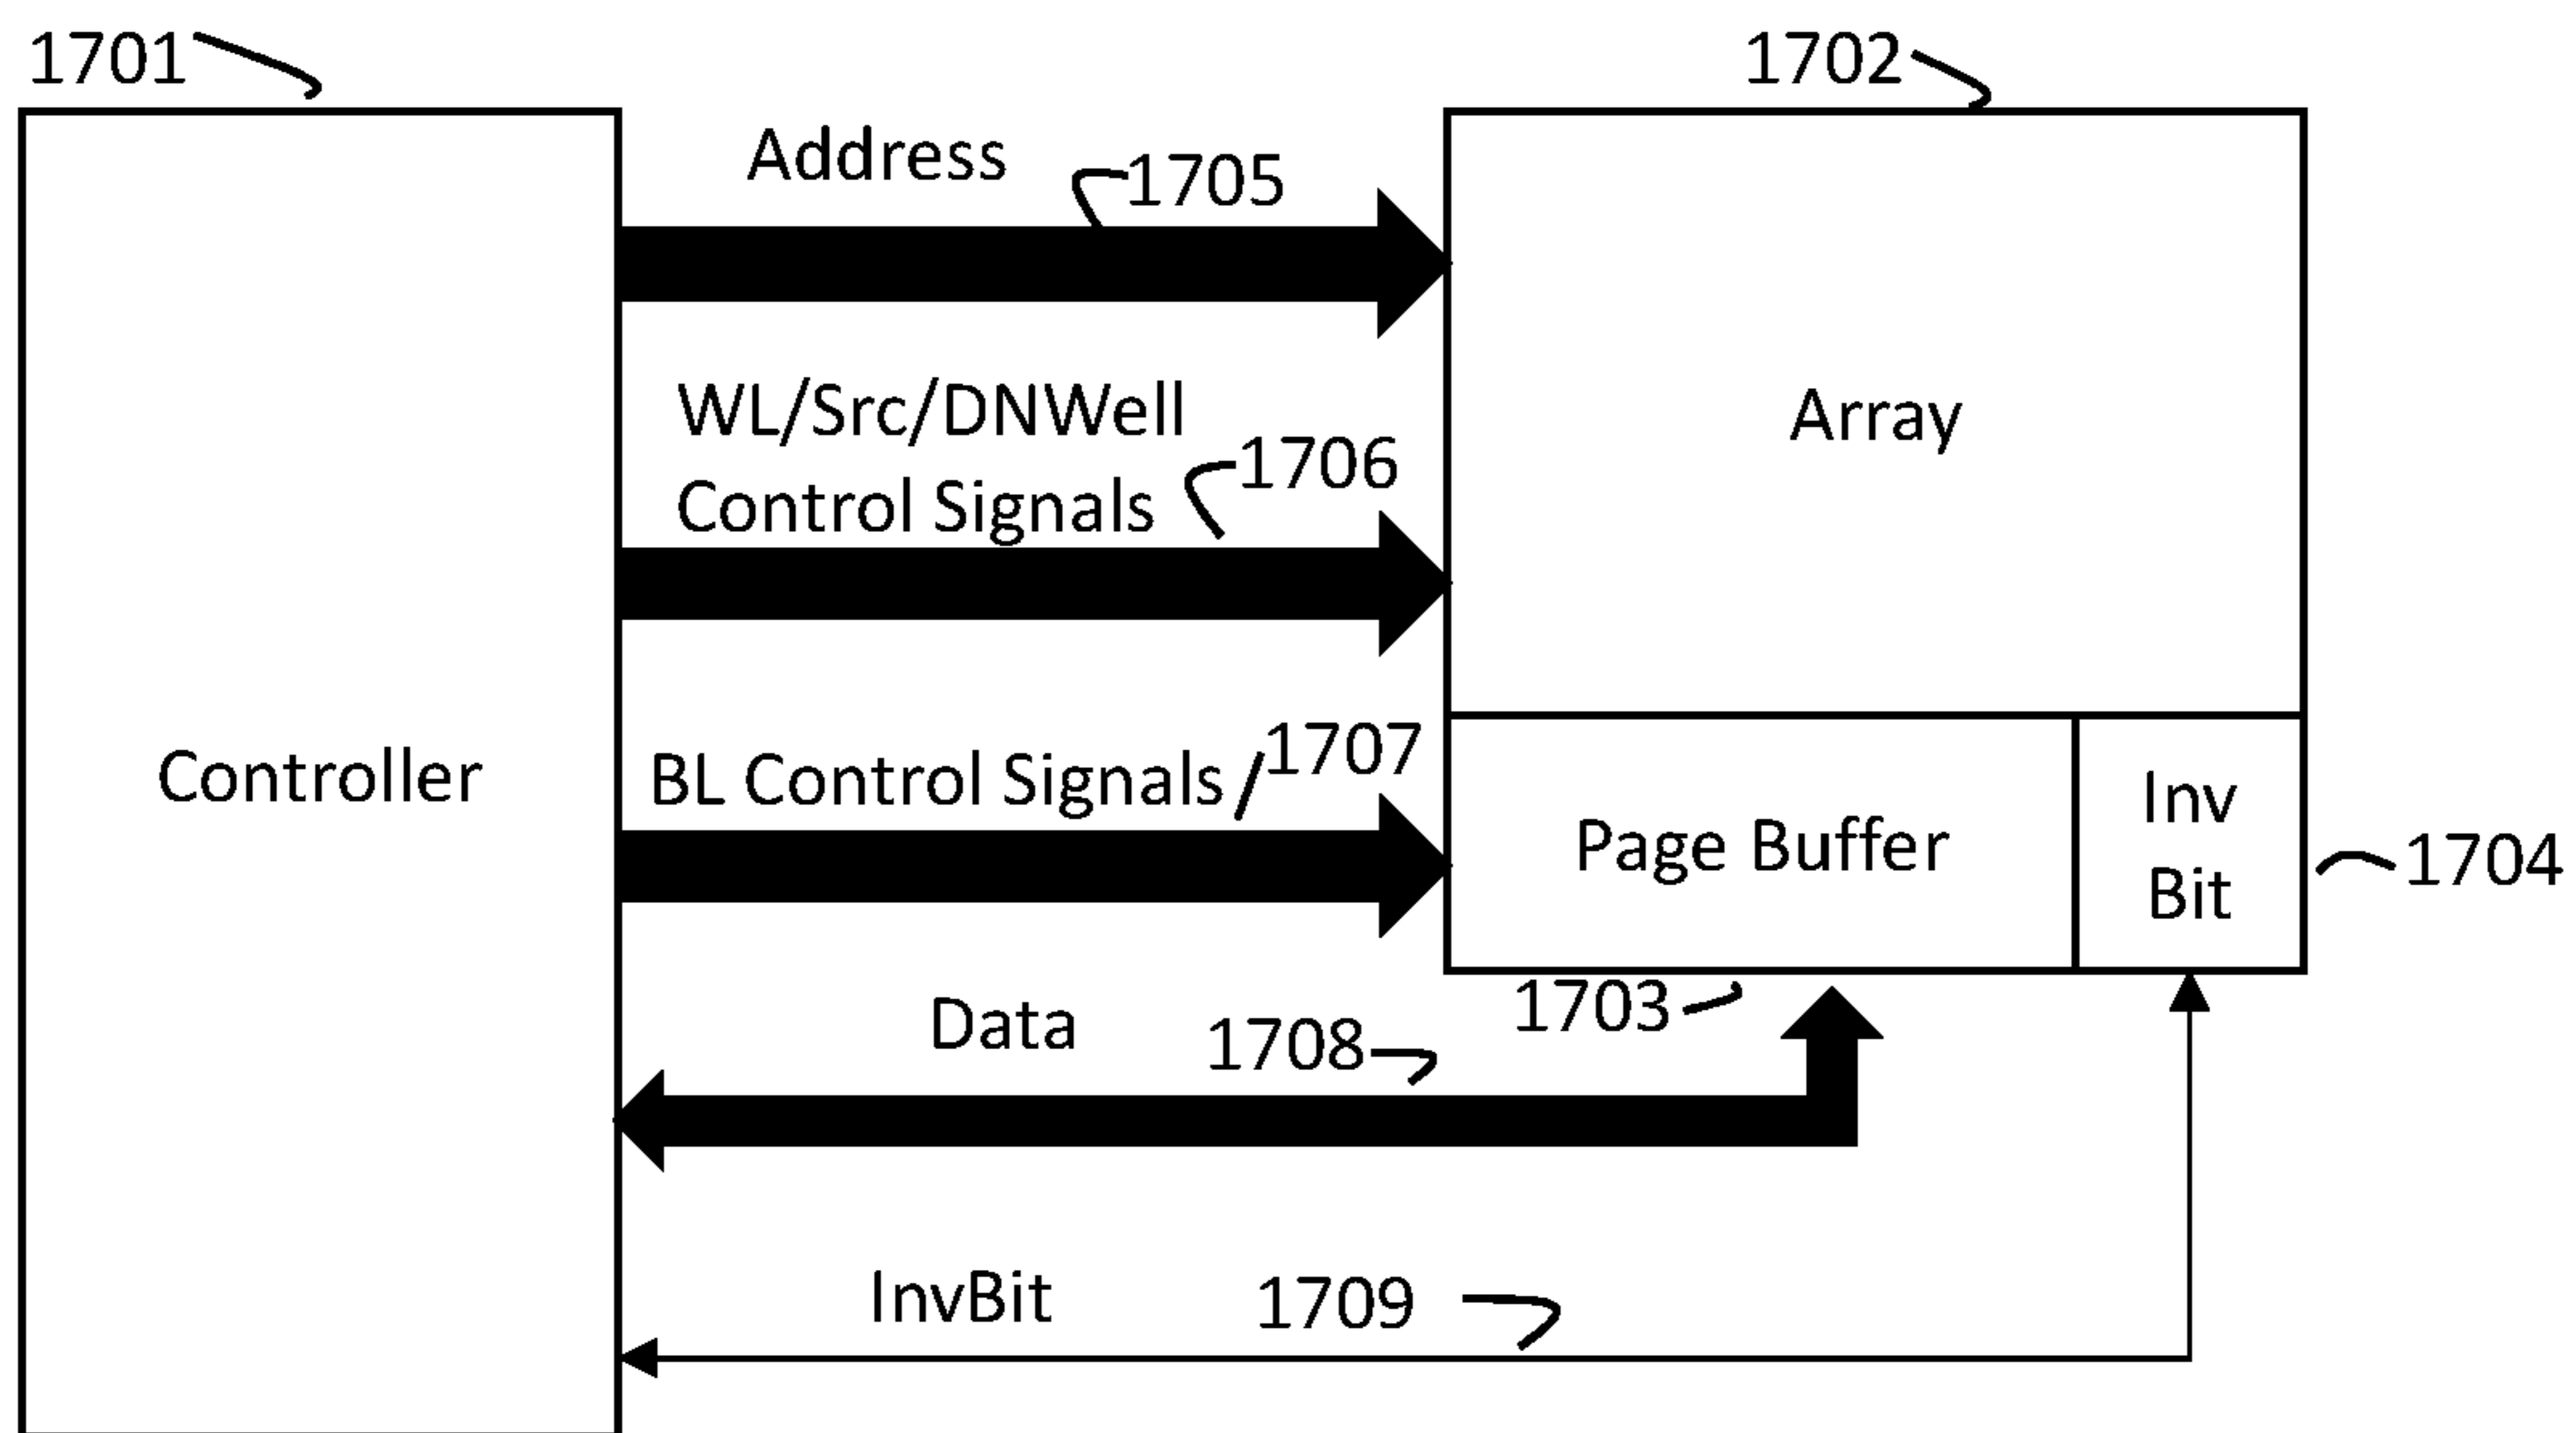 1701
1702
Address
1705
WL/Src/DNWell
Control Signals
1706
Array
Controller
BL Control Signals
1707
Page Buffer
Inv
Bit
1704
1703
Data
1708
InvBit
1709